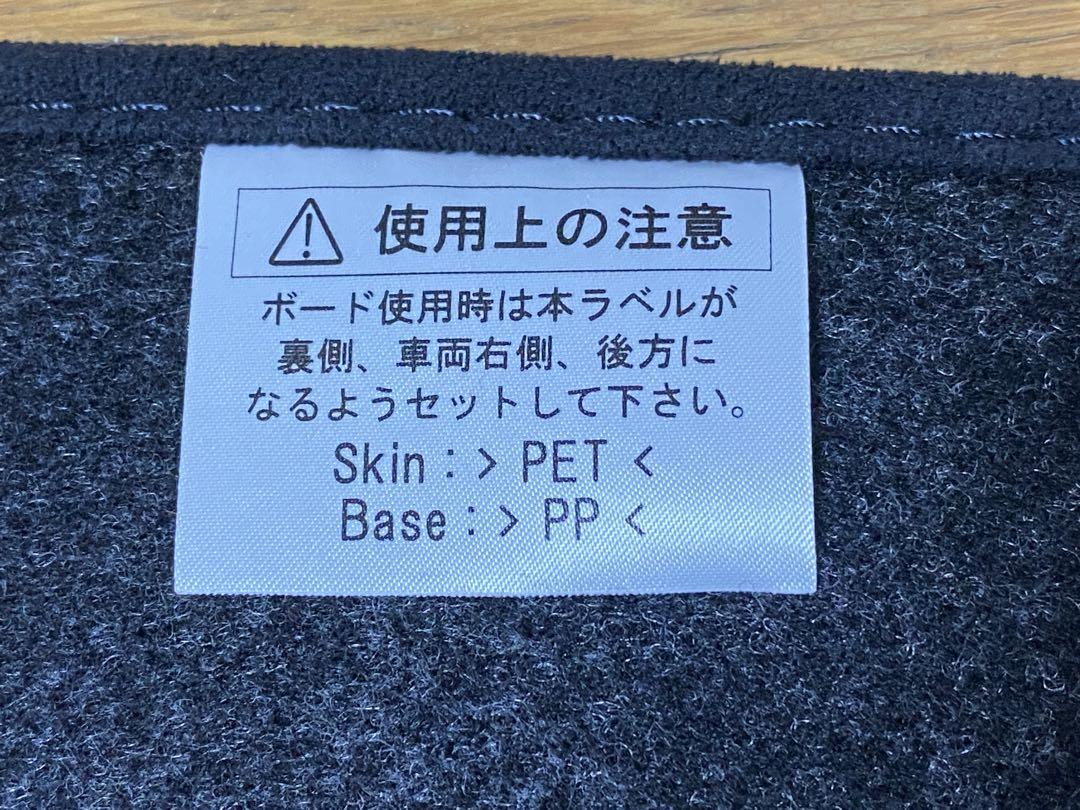 使用上の注意
ボード使用時は本ラベルが
裏側、車両右側、後方に
なるようセットして下さい。
Skin:> PET <
Base:> PP <